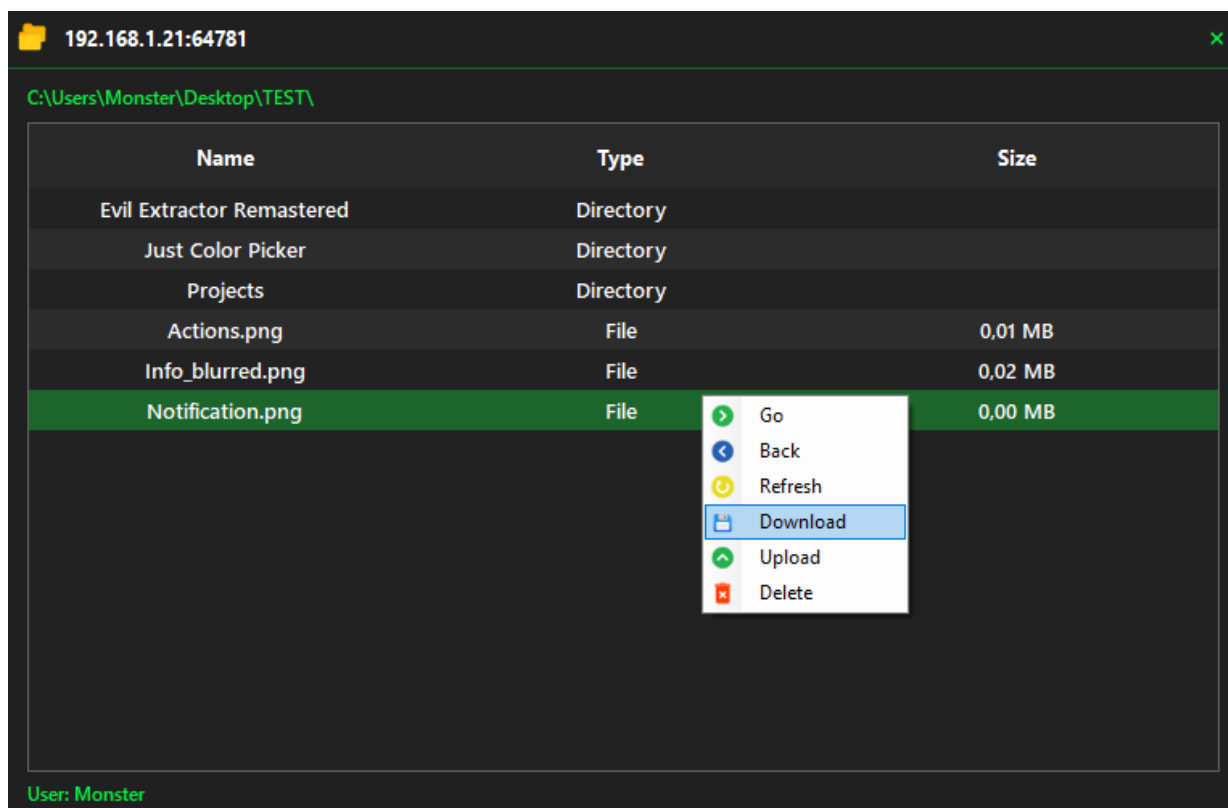 192.168.1.21:64781
C:\Users\Monster\Desktop\TEST\
Name Type Size
Evil Extractor Remastered Directory
Just Color Picker Directory
Projects Directory
Actions.png File 0,01 MB
Info_blurred.png File 0,02 MB
Notification.png File 0,00 MB
Go
Back
Refresh
Download
Upload
Delete
User: Monster